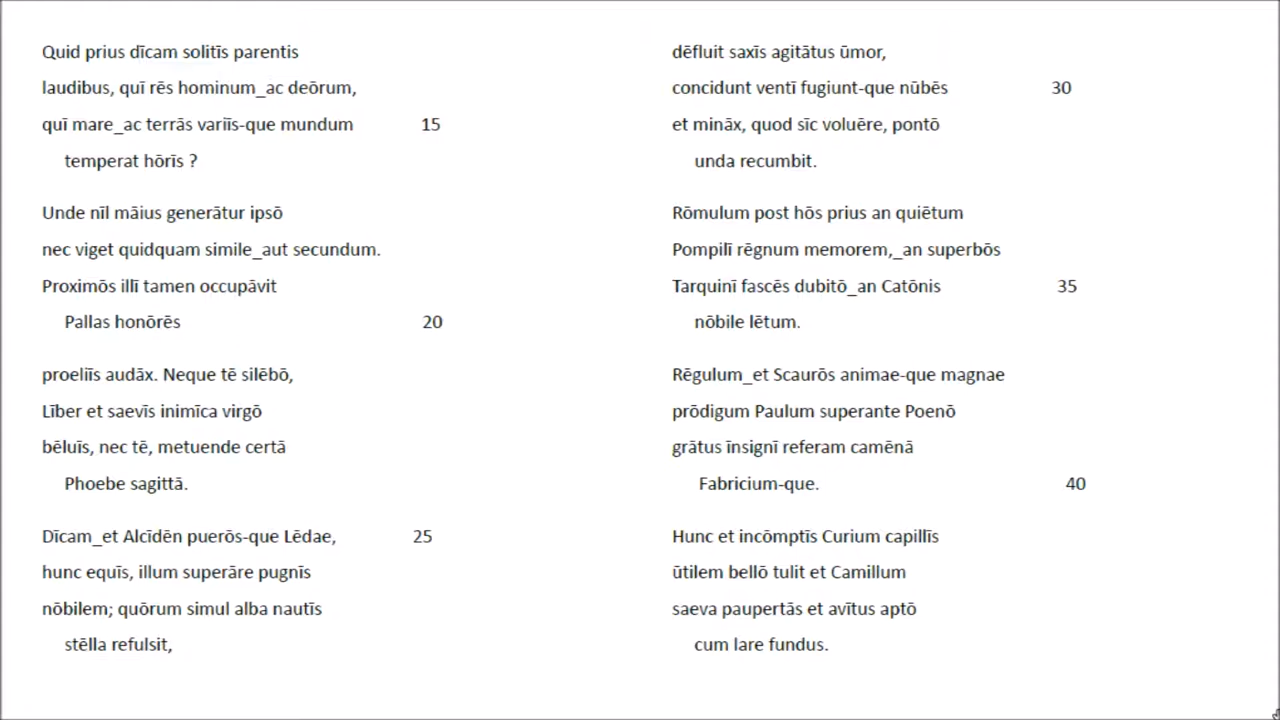 Quid prius dīcam solitīs parentis
laudibus, quī rēs hominum_ac deōrum,
quī mare_ac terrās variīs-que mundum 15
temperat hōrīs ?
Unde nīl māius generātur ipsō
nec viget quidquam simile_aut secundum.
Proximōs illī tamen occupāvit
Pallas honōrēs 20
proeliīs audāx. Neque tē silēbō,
Līber et saevīs inimīca virgō
bēluīs, nec tē, metuende certā
Phoebe sagittā.
Dīcam_et Alcīdēn puerōs-que Lēdae, 25
hunc equīs, illum superāre pugnīs
nōbilem; quōrum simul alba nautīs
stēlla refulsit,
dēfluit saxīs agitātus ūmor,
concidunt ventī fugiunt-que nūbēs 30
et mināx, quod sīc voluēre, pontō
unda recumbit.
Rōmulum post hōs prius an quiētum
Pompilī rēgnum memorem,_an superbōs
Tarquinī fascēs dubitō_an Catōnis 35
nōbile lētum.
Rēgulum_et Scaurōs animae-que magnae
prōdigum Paulum superante Poenō
grātus īnsignī referam camēnā
Fabricium-que. 40
Hunc et incōmptīs Curium capillīs
ūtilem bellō tulit et Camillum
saeva paupertās et avītus aptō
cum lare fundus.